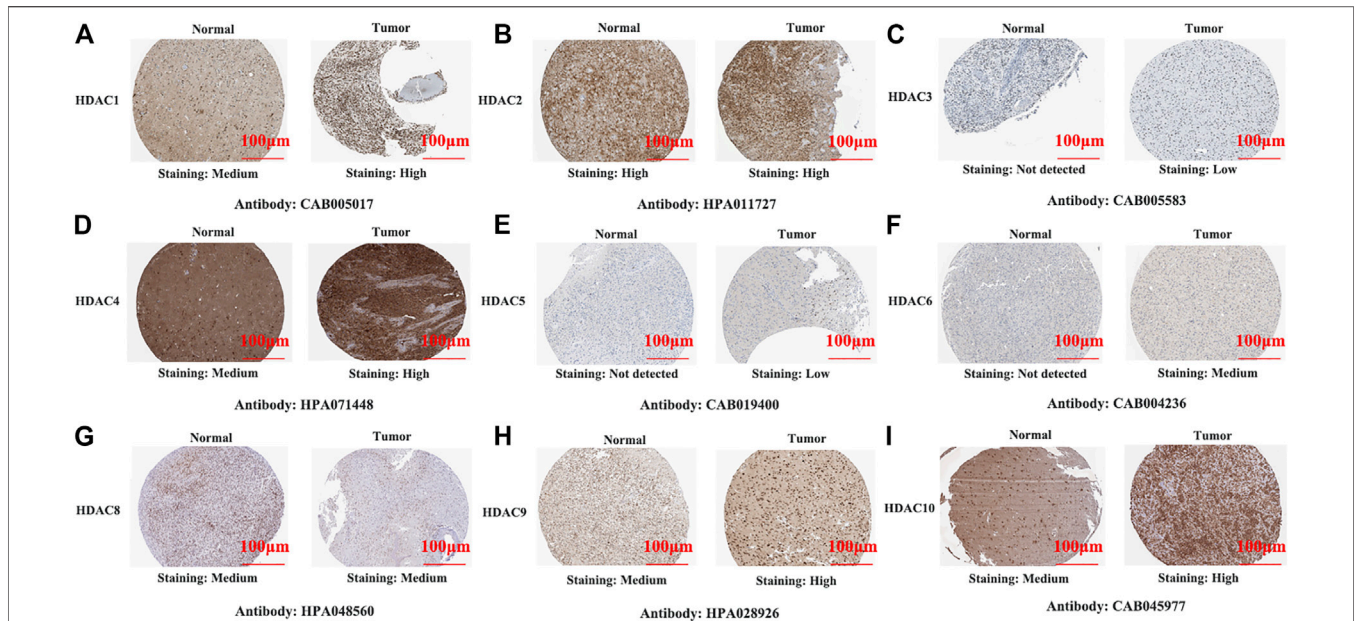 A
Normal
Tumor
HDAC1
100µm
100µm
Staining: Medium
Staining: High
Antibody: CAB005017
B
Normal
Tumor
HDAC2
100µm
100µm
Staining: High
Staining: High
Antibody: HPA011727
C
Normal
Tumor
HDAC3
100µm
100µm
Staining: Not detected
Staining: Low
Antibody: CAB005583
D
Normal
Tumor
HDAC4
100µm
100µm
Staining: Medium
Staining: High
Antibody: HPA071448
E
Normal
Tumor
HDAC5
100µm
100µm
Staining: Not detected
Staining: Low
Antibody: CAB019400
F
Normal
Tumor
HDAC6
100µm
100µm
Staining: Not detected
Staining: Medium
Antibody: CAB004236
G
Normal
Tumor
HDAC8
100µm
100µm
Staining: Medium
Staining: Medium
Antibody: HPA048560
H
Normal
Tumor
HDAC9
100µm
100µm
Staining: Medium
Staining: High
Antibody: HPA028926
I
Normal
Tumor
HDAC10
100µm
100µm
Staining: Medium
Staining: High
Antibody: CAB045977